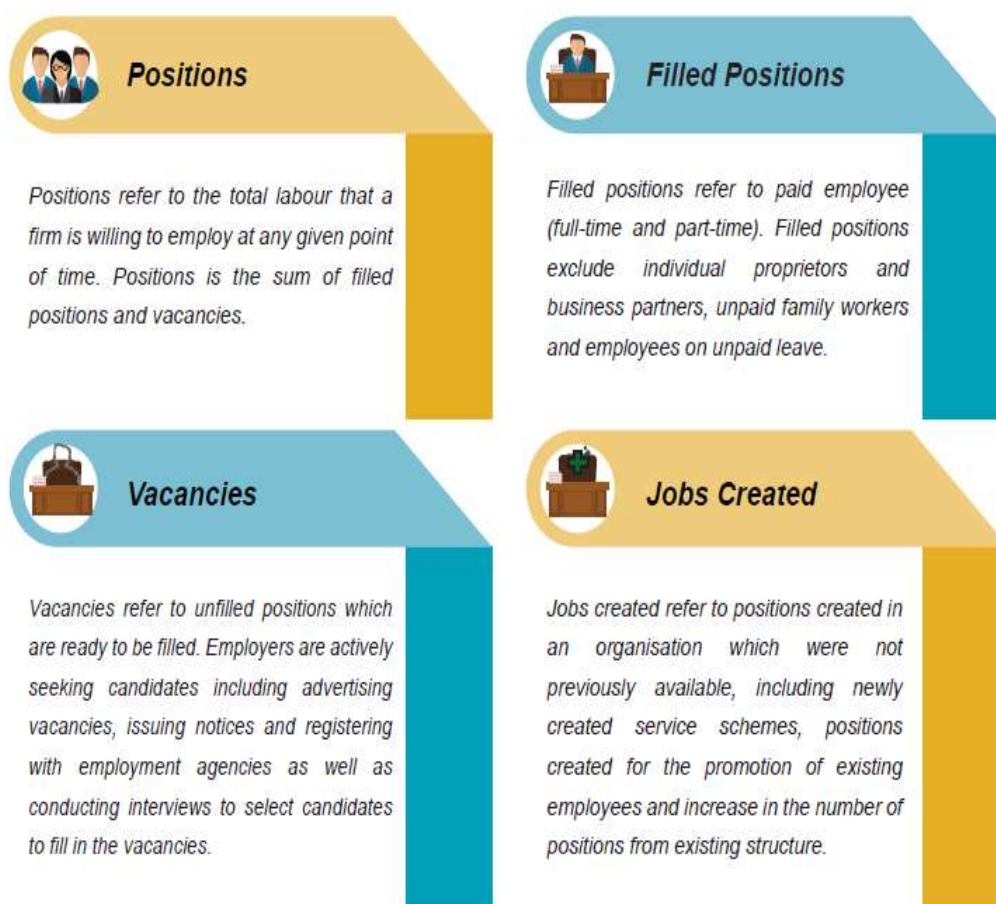 Positions
Positions refer to the total labour that a
firm is willing to employ at any given point
of time. Positions is the sum of filled
positions and vacancies.
Filled Positions
Filled positions refer to paid employee
(full-time and part-time). Filled positions
exclude individual proprietors and
business partners, unpaid family workers
and employees on unpaid leave.
Vacancies
Vacancies refer to unfilled positions which
are ready to be filled. Employers are actively
seeking candidates including advertising
vacancies, issuing notices and registering
with employment agencies as well as
conducting interviews to select candidates
to fill in the vacancies.
Jobs Created
Jobs created refer to positions created in
an organisation which were not
previously available, including newly
created service schemes, positions
created for the promotion of existing
employees and increase in the number of
positions from existing structure.